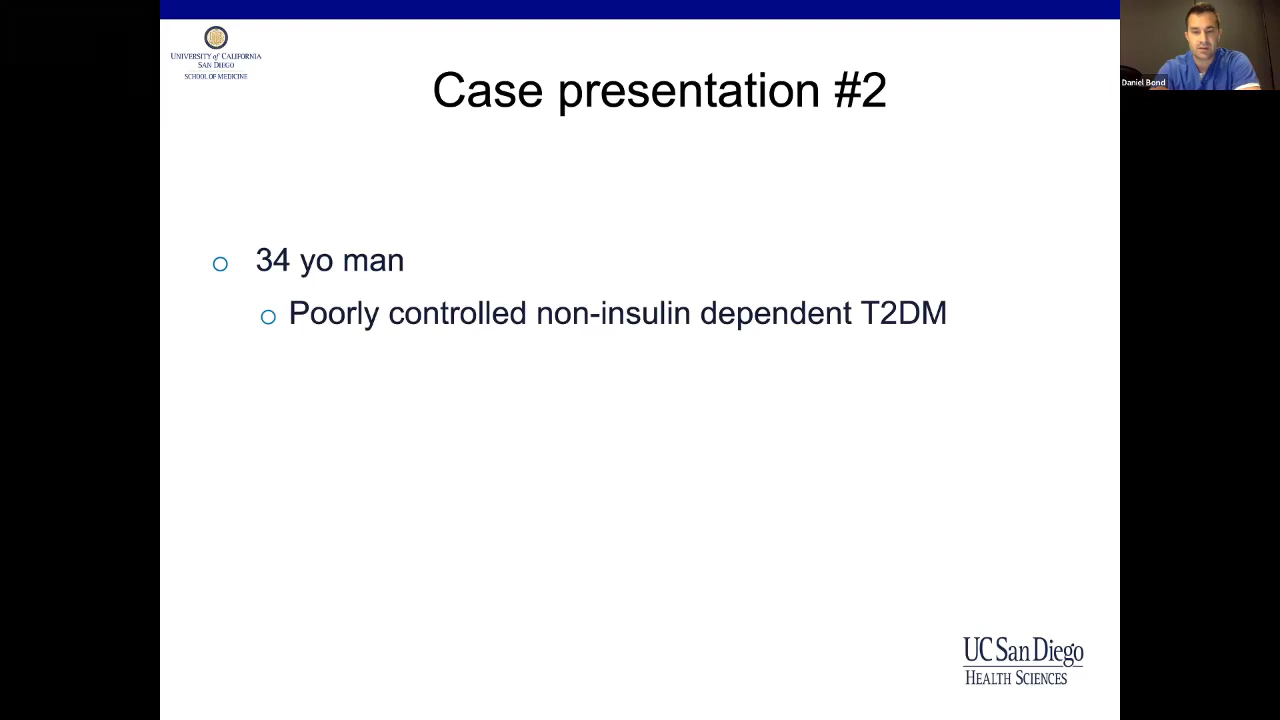 UNIVERSITY of CALIFORNIA
SAN DIEGO
SCHOOL OF MEDICINE
Daniel Bond
Case presentation #2
34 yo man
Poorly controlled non-insulin dependent T2DM
UC San Diego
HEALTH SCIENCES